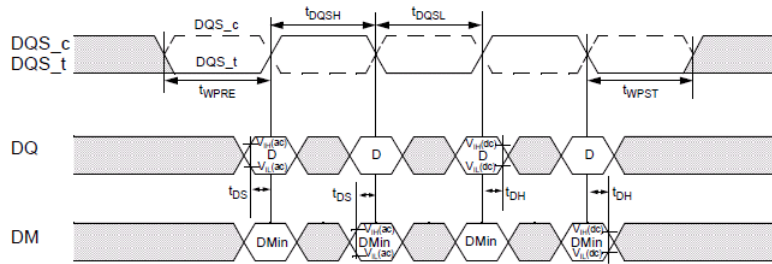 tDQSH tDQSL
DQS_c
DQS_c
DQS_t
DQS_t
tWPRE tWPST
DQ
VIH(ac) VIH(dc)
D D D D
VIL(ac) VIL(dc)
tDS tDS tDH tDH
DM
VIH(ac) VIH(dc)
DMin DMin DMin DMin
VIL(ac) VIL(dc)